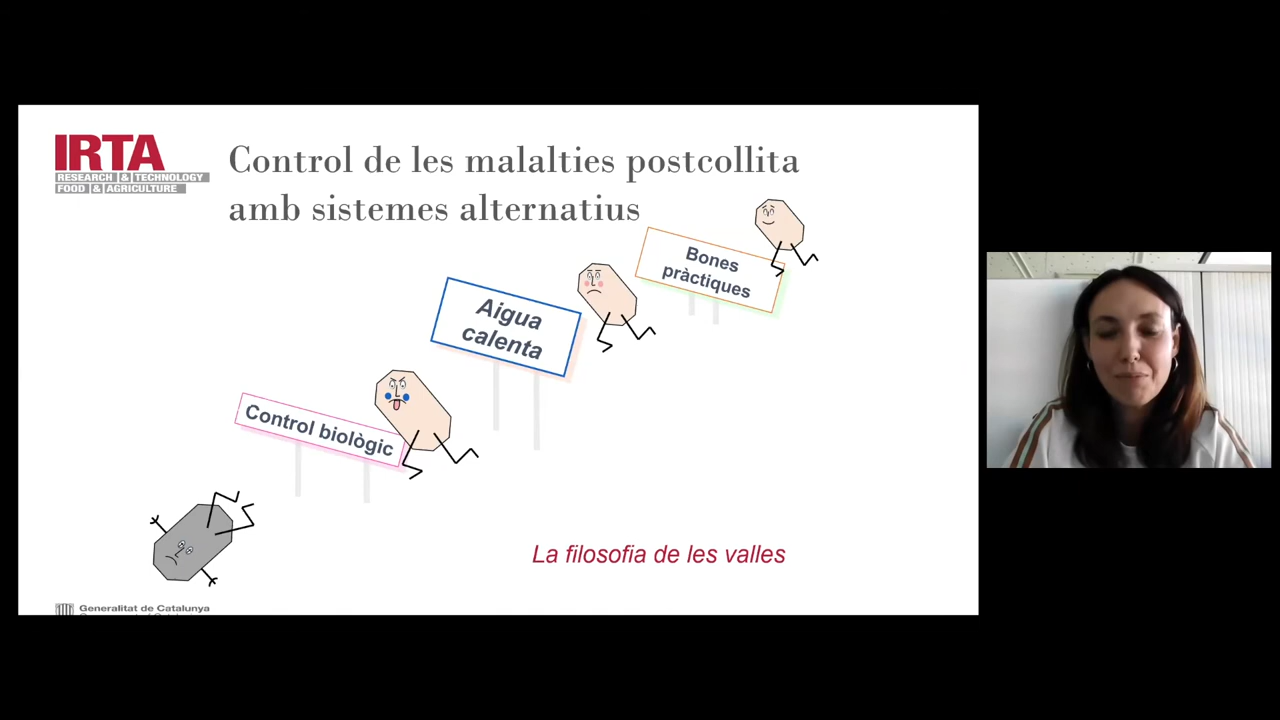 IRTA
RESEARCH & TECHNOLOGY
FOOD & AGRICULTURE
Control de les malalties postcollita
amb sistemes alternatius
Bones
pràctiques
Aigua
calenta
Control biològic
La filosofia de les valles
Generalitat de Catalunya